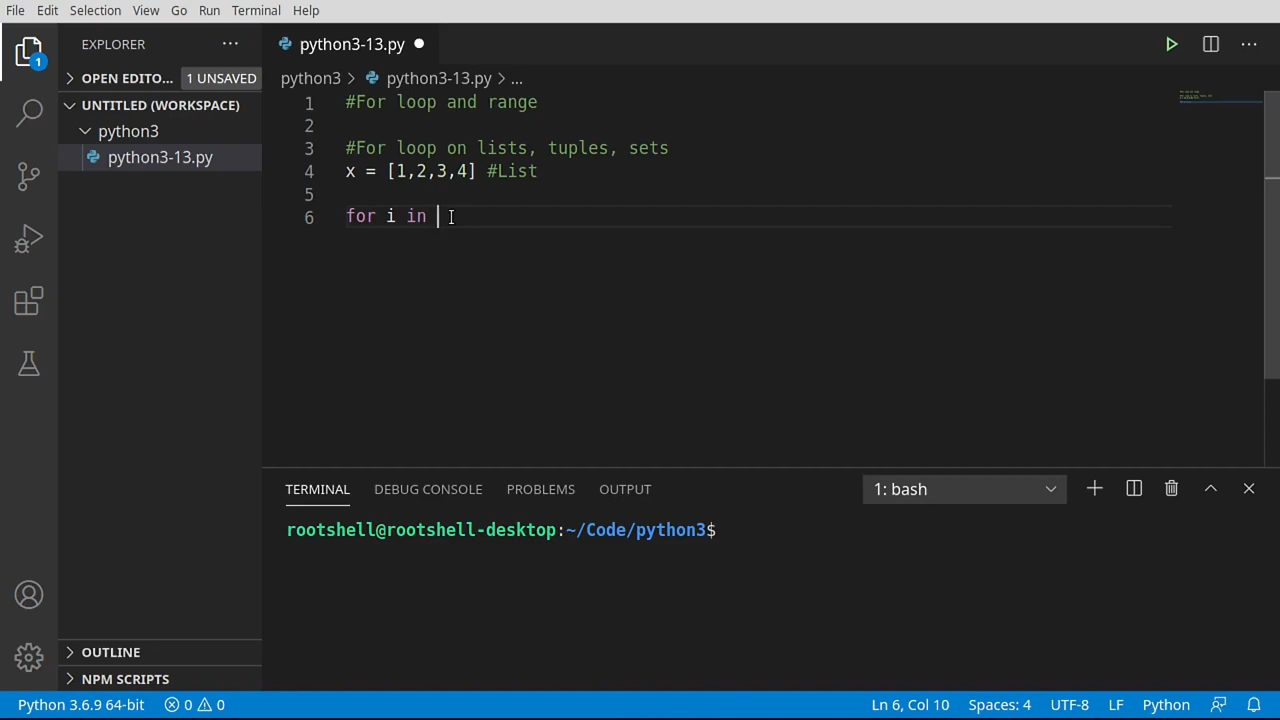 File Edit Selection View Go Run Terminal Help
EXPLORER
python3-13.py
OPEN EDITO... 1 UNSAVED
python3 > python3-13.py > ...
UNTITLED (WORKSPACE)
python3
python3-13.py
1 #For loop and range
2
3 #For loop on lists, tuples, sets
4 x = [1,2,3,4] #List
5
6 for i in
TERMINAL DEBUG CONSOLE PROBLEMS OUTPUT 1: bash
rootshell@rootshell-desktop:~/Code/python3$
OUTLINE
NPM SCRIPTS
1
Python 3.6.9 64-bit 0 0 Ln 6, Col 10 Spaces: 4 UTF-8 LF Python